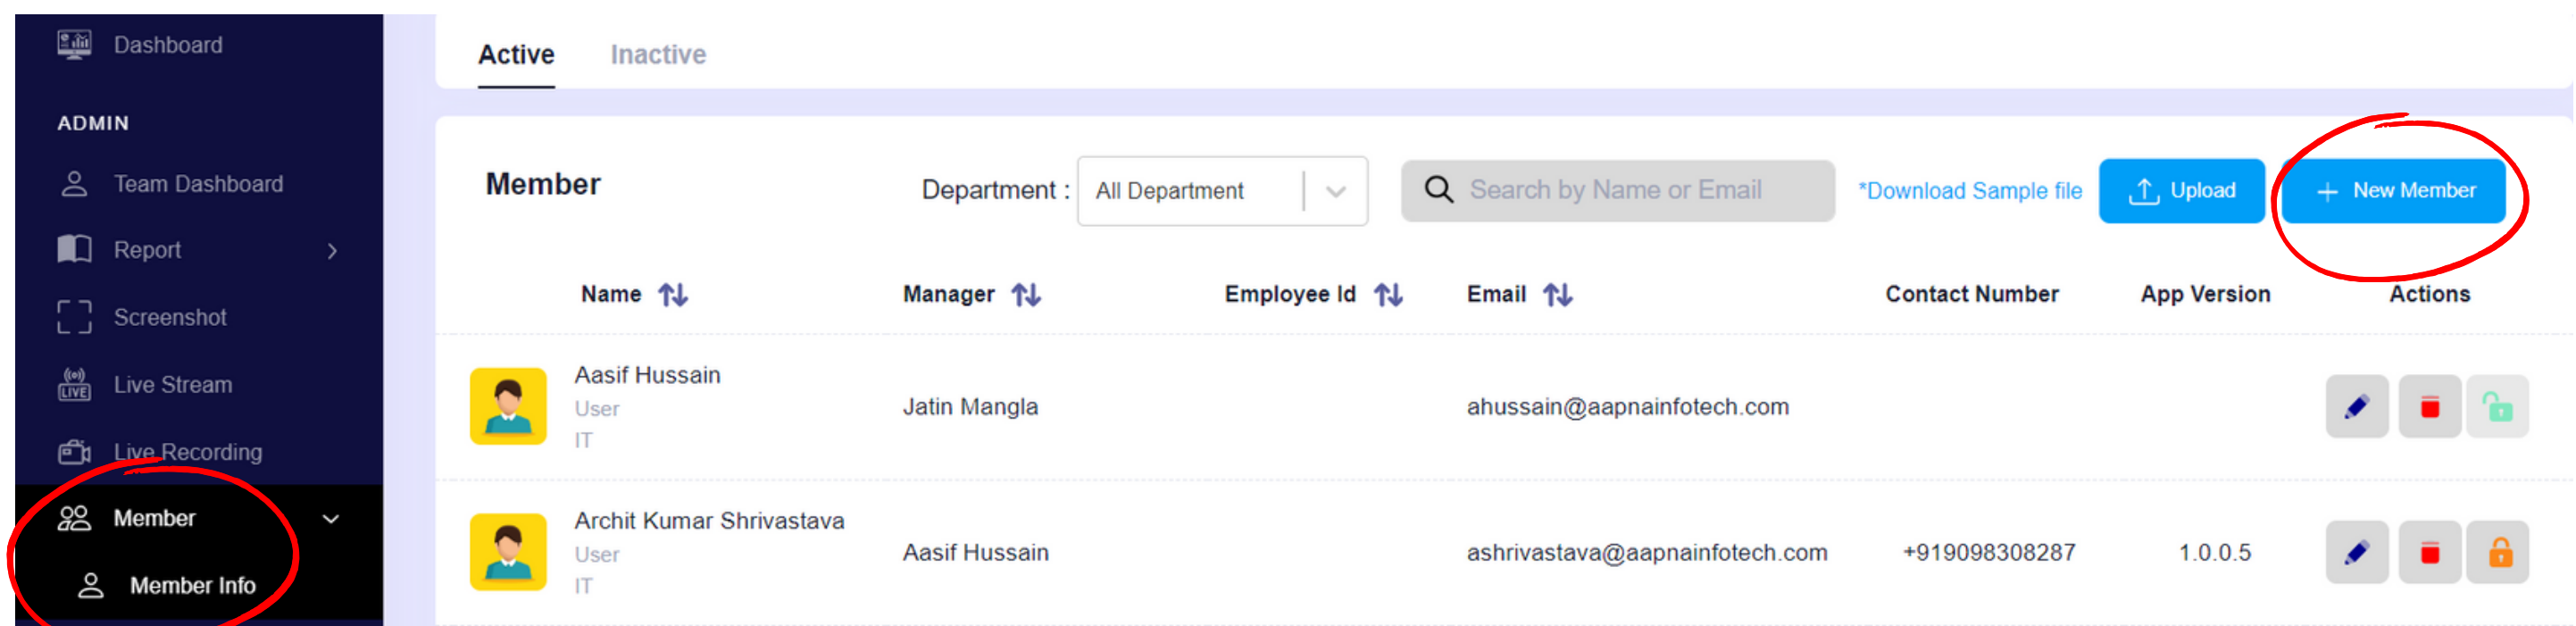 Dashboard
ADMIN
Team Dashboard
Report
Screenshot
LIVE Live Stream
Live Recording
Member
Member Info
Active Inactive
Member Department : All Department Search by Name or Email *Download Sample file Upload + New Member
Name Manager Employee Id Email Contact Number App Version Actions
Aasif Hussain
User
IT
Jatin Mangla
ahussain@aapnainfotech.com
Archit Kumar Shrivastava
User
IT
Aasif Hussain
ashrivastava@aapnainfotech.com
+919098308287
1.0.0.5